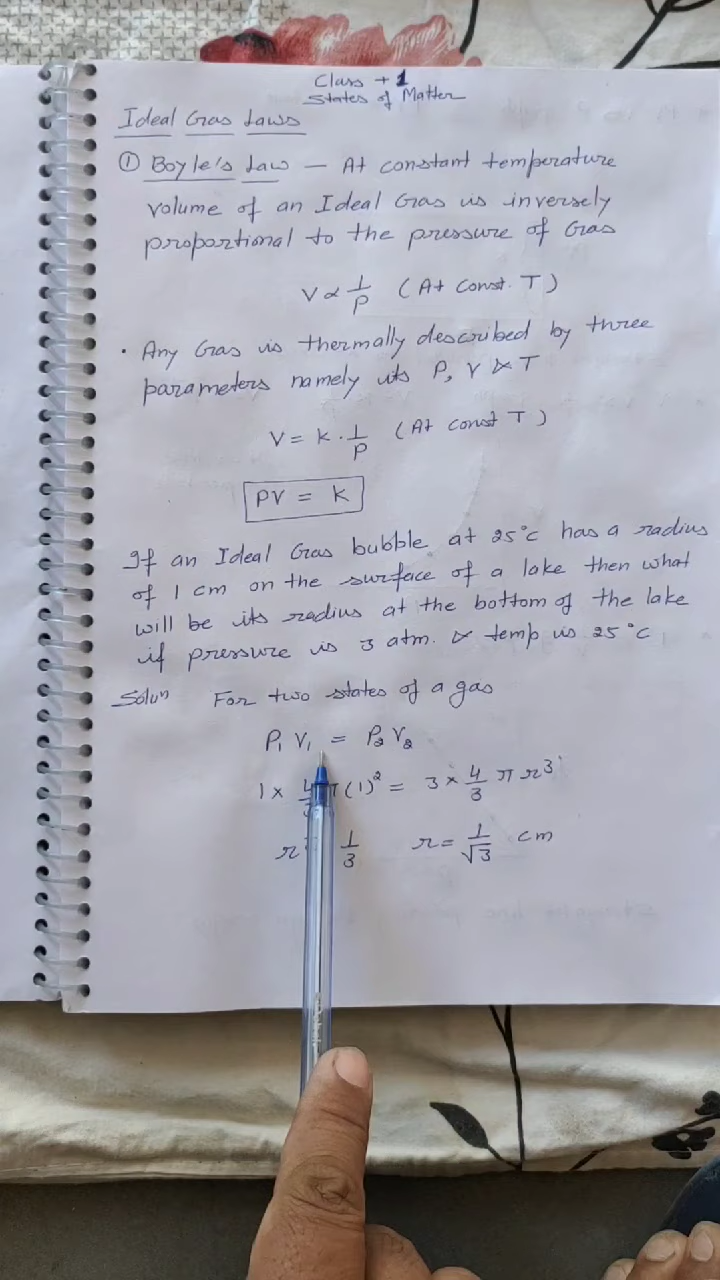 Class +1
States of Matter
Ideal Gas Laws
① Boyle's Law — At constant temperature
volume of an Ideal Gas is inversely
proportional to the pressure of Gas
V ∝ 1/P (At Const. T)
• Any Gas is thermally described by three
parameters namely its P, V & T
V = k . 1/P (At const T)
PV = k
If an Ideal Gas bubble at 25°C has a radius
of 1 cm on the surface of a lake then what
will be its radius at the bottom of the lake
if pressure is 3 atm. & temp is 25°C
Solun For two states of a gas
P₁ V₁ = P₂ V₂
1 × 4/3 π (1)² = 3 × 4/3 π r³
r 1/3 r = 1/√3 cm